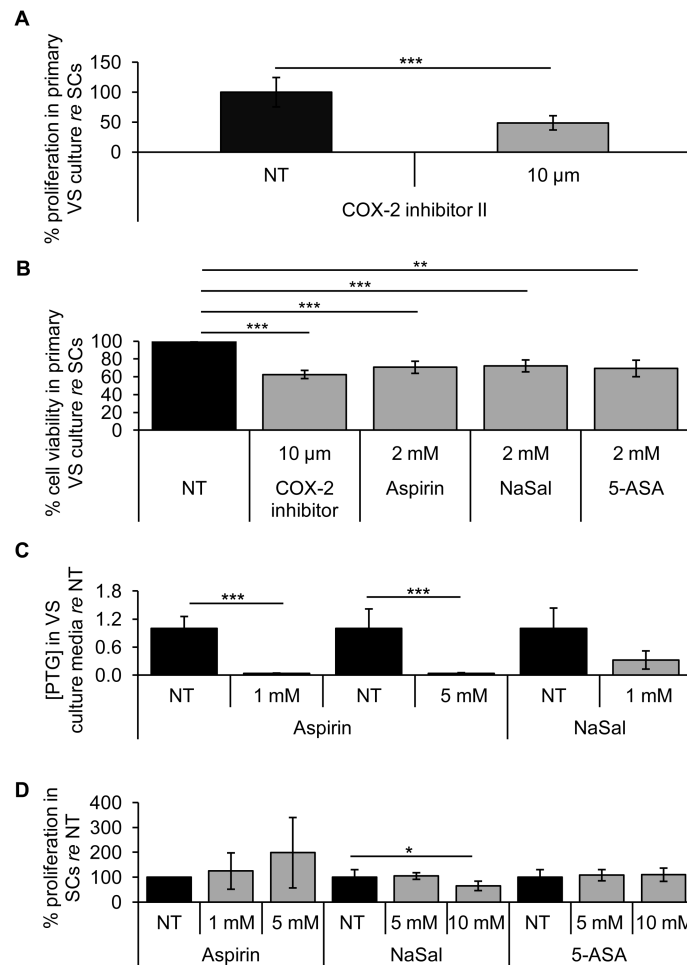 A
% proliferation in primary
VS culture re SCs
150
100
50
0
***
NT
10 µm
COX-2 inhibitor II
B
% cell viability in primary
VS culture re SCs
**
***
***
***
100
80
60
40
20
0
10 µm
2 mM
2 mM
2 mM
NT
COX-2
inhibitor
Aspirin
NaSal
5-ASA
C
[PTG] in VS
culture media re NT
1.8
1.2
0.6
0.0
***
***
NT
1 mM
NT
5 mM
NT
1 mM
Aspirin
NaSal
D
% proliferation in
SCs re NT
400
300
200
100
0
*
NT
1 mM
5 mM
NT
5 mM
10 mM
NT
5 mM
10 mM
Aspirin
NaSal
5-ASA